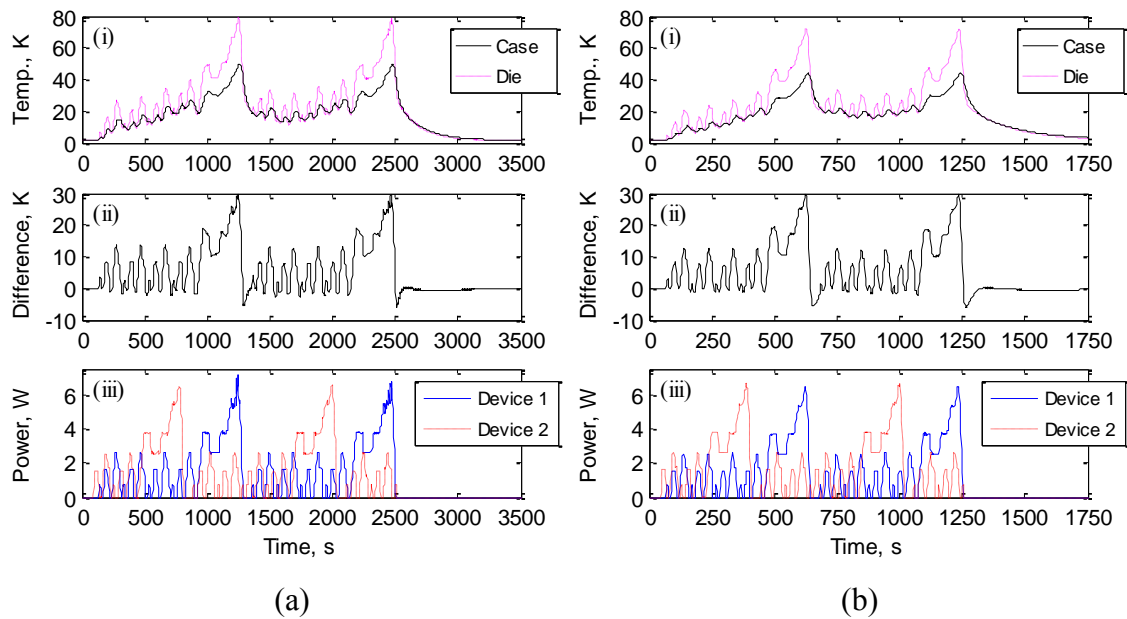 Temp., K
80
60
40
20
0
(i)
Case
Die
0 500 1000 1500 2000 2500 3000 3500
Difference, K
30
20
10
0
-10
(ii)
0 500 1000 1500 2000 2500 3000 3500
Power, W
6
4
2
0
(iii)
Device 1
Device 2
0 500 1000 1500 2000 2500 3000 3500
Time, s
(a)
Temp., K
80
60
40
20
0
(i)
Case
Die
0 250 500 750 1000 1250 1500 1750
Difference, K
30
20
10
0
-10
(ii)
0 250 500 750 1000 1250 1500 1750
Power, W
6
4
2
0
(iii)
Device 1
Device 2
0 250 500 750 1000 1250 1500 1750
Time, s
(b)